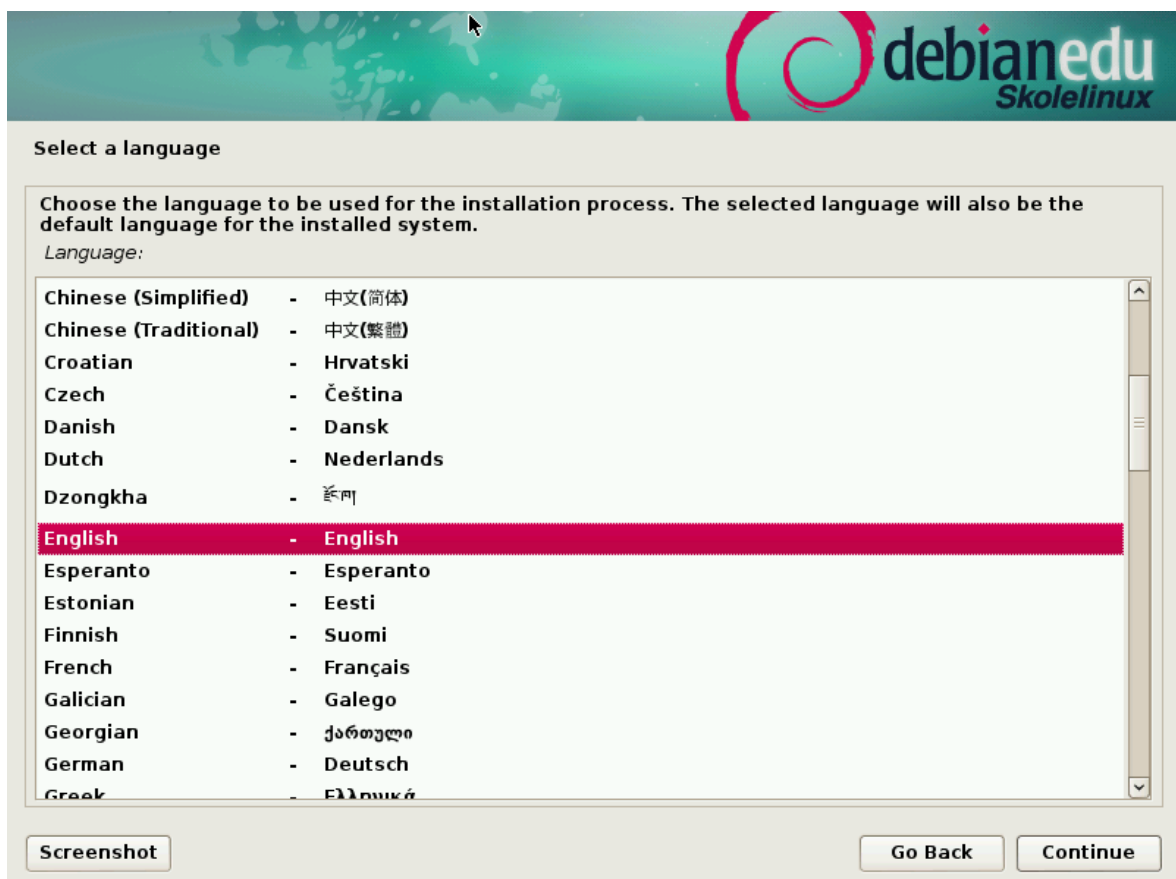 debianedu
Skolelinux
Select a language
Choose the language to be used for the installation process. The selected language will also be the
default language for the installed system.
Language:
Chinese (Simplified) - 中文(简体)
Chinese (Traditional) - 中文(繁體)
Croatian - Hrvatski
Czech - Čeština
Danish - Dansk
Dutch - Nederlands
Dzongkha - རྫོང་ཁ།
English - English
Esperanto - Esperanto
Estonian - Eesti
Finnish - Suomi
French - Français
Galician - Galego
Georgian - ქართული
German - Deutsch
Greek - Ελληνικά
Screenshot Go Back Continue